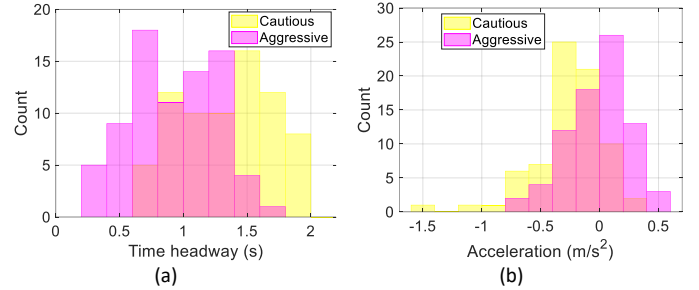 Cautious
Aggressive
20
15
10
5
0
Count
0
0.5
1
1.5
2
Time headway (s)
(a)
Cautious
Aggressive
30
25
20
15
10
5
0
Count
-1.5
-1
-0.5
0
0.5
Acceleration (m/s²)
(b)